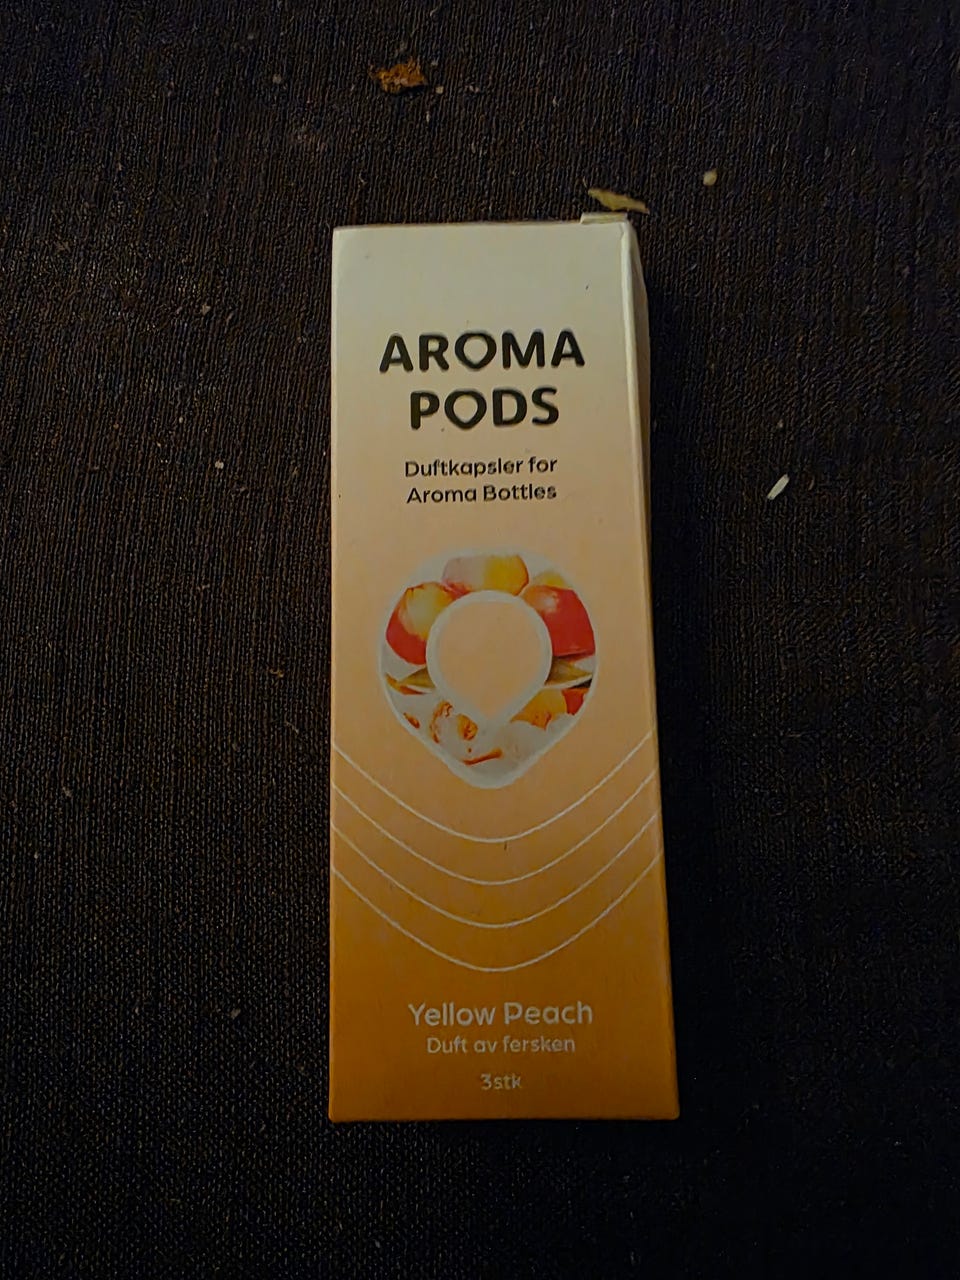 AROMA
PODS
Duftkapsler for
Aroma Bottles
Yellow Peach
Duft av fersken
3stk